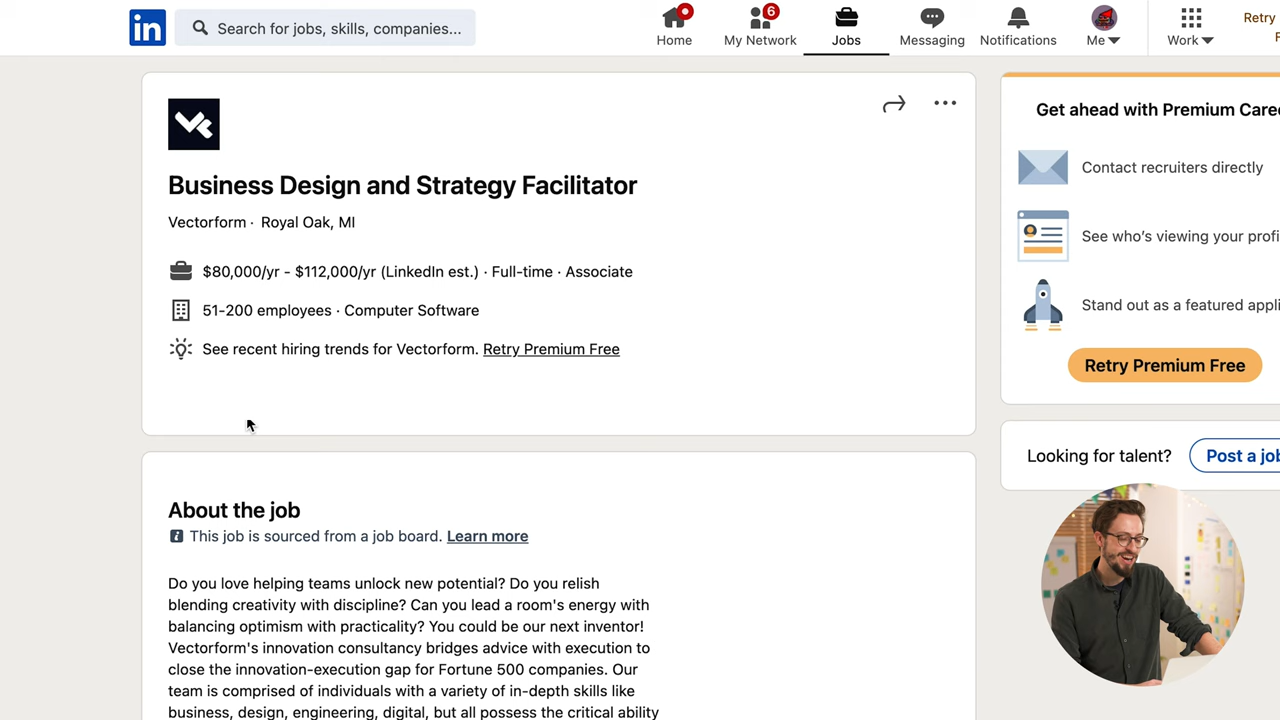 in
Search for jobs, skills, companies...
Home
6
My Network
Jobs
Messaging
Notifications
Me
Work
Retry
F
Business Design and Strategy Facilitator
Vectorform · Royal Oak, MI
$80,000/yr - $112,000/yr (LinkedIn est.) · Full-time · Associate
51-200 employees · Computer Software
See recent hiring trends for Vectorform. Retry Premium Free
About the job
This job is sourced from a job board. Learn more
Do you love helping teams unlock new potential? Do you relish
blending creativity with discipline? Can you lead a room's energy with
balancing optimism with practicality? You could be our next inventor!
Vectorform's innovation consultancy bridges advice with execution to
close the innovation-execution gap for Fortune 500 companies. Our
team is comprised of individuals with a variety of in-depth skills like
business, design, engineering, digital, but all possess the critical ability
Get ahead with Premium Caree
Contact recruiters directly
See who's viewing your profi
Stand out as a featured appli
Retry Premium Free
Looking for talent?
Post a job